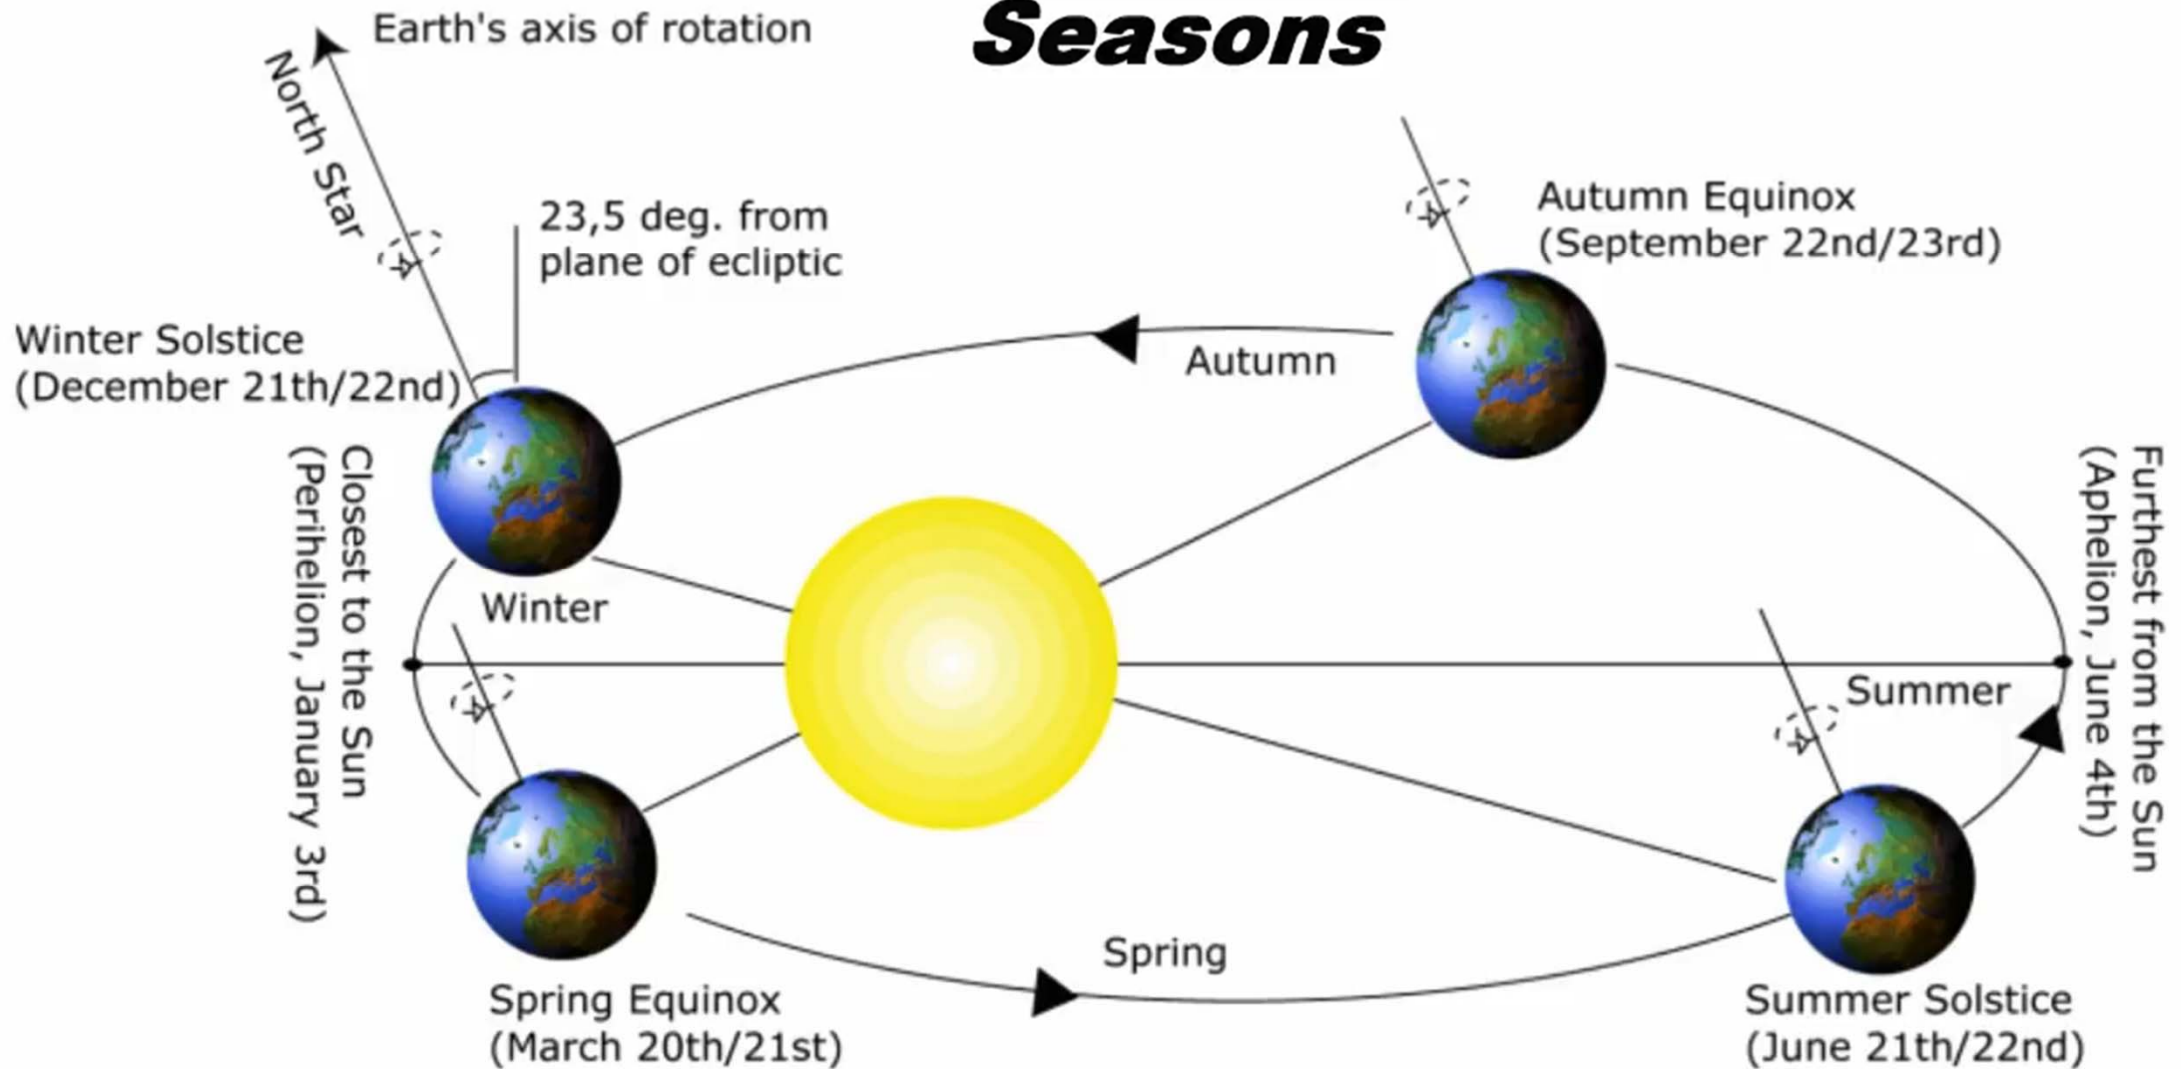 Seasons
Earth's axis of rotation
North Star
23,5 deg. from
plane of ecliptic
Autumn Equinox
(September 22nd/23rd)
Winter Solstice
(December 21th/22nd)
Autumn
Closest to the Sun
(Perihelion, January 3rd)
Winter
Furthest from the Sun
(Aphelion, June 4th)
Summer
Spring
Spring Equinox
(March 20th/21st)
Summer Solstice
(June 21th/22nd)